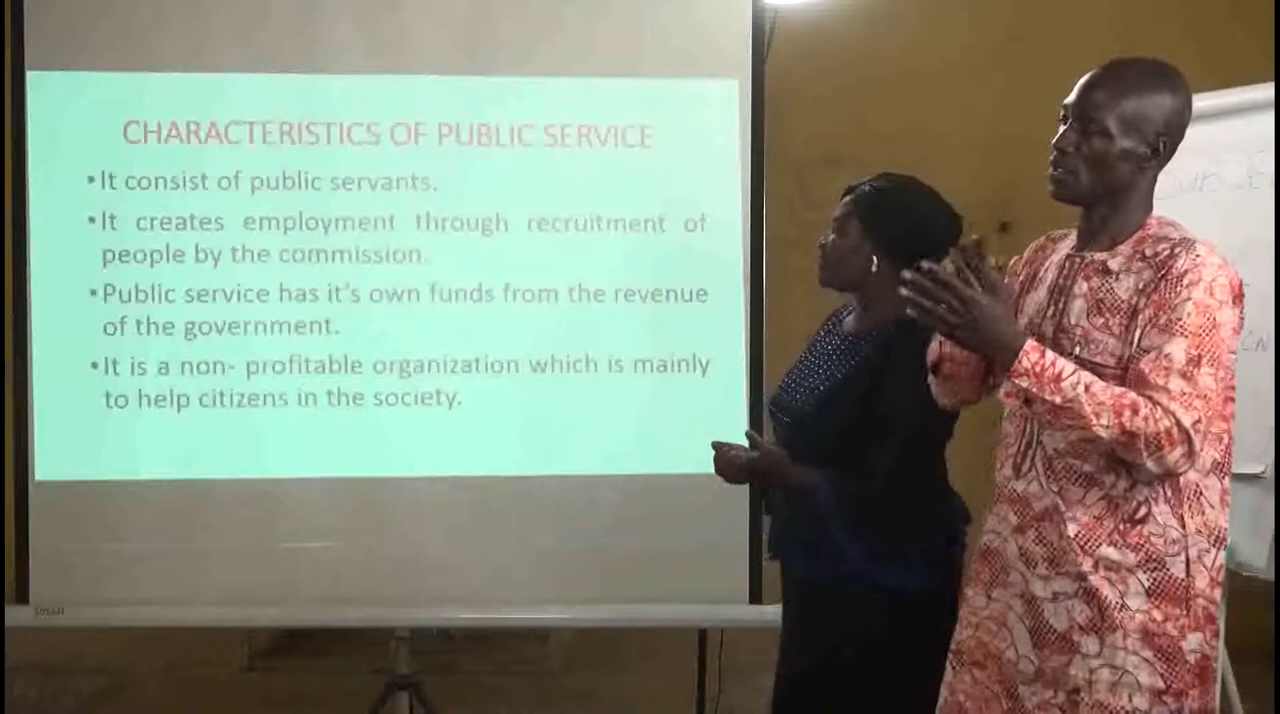 CHARACTERISTICS OF PUBLIC SERVICE
•It consist of public servants.
•It creates employment through recruitment of
people by the commission.
•Public service has it's own funds from the revenue
of the government.
•It is a non- profitable organization which is mainly
to help citizens in the society.